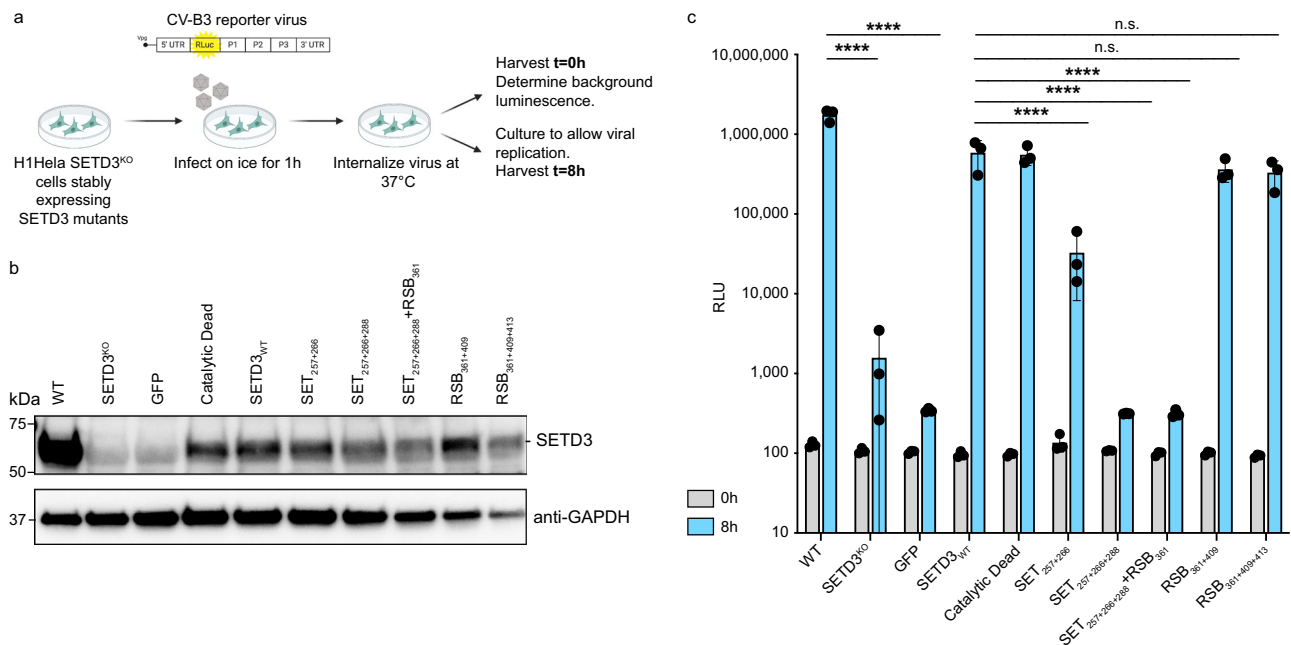 a
CV-B3 reporter virus
Vpg
5' UTR RLuc P1 P2 P3 3' UTR
H1Hela SETD3KO
cells stably
expressing
SETD3 mutants
Infect on ice for 1h
Internalize virus at
37°C
Harvest t=0h
Determine background
luminescence.
Culture to allow viral
replication.
Harvest t=8h
b
kDa
WT
SETD3KO
GFP
Catalytic Dead
SETD3WT
SET257+266
SET257+266+288
SET257+266+288+RSB361
RSB361+409
RSB361+409+413
75
50
SETD3
37
anti-GAPDH
c
n.s.
n.s.
****
****
****
****
****
10,000,000
1,000,000
100,000
10,000
1,000
100
10
RLU
0h
8h
WT
SETD3KO
GFP
SETD3WT
Catalytic Dead
SET257+266
SET257+266+288
SET257+266+288+RSB361
RSB361+409
RSB361+409+413